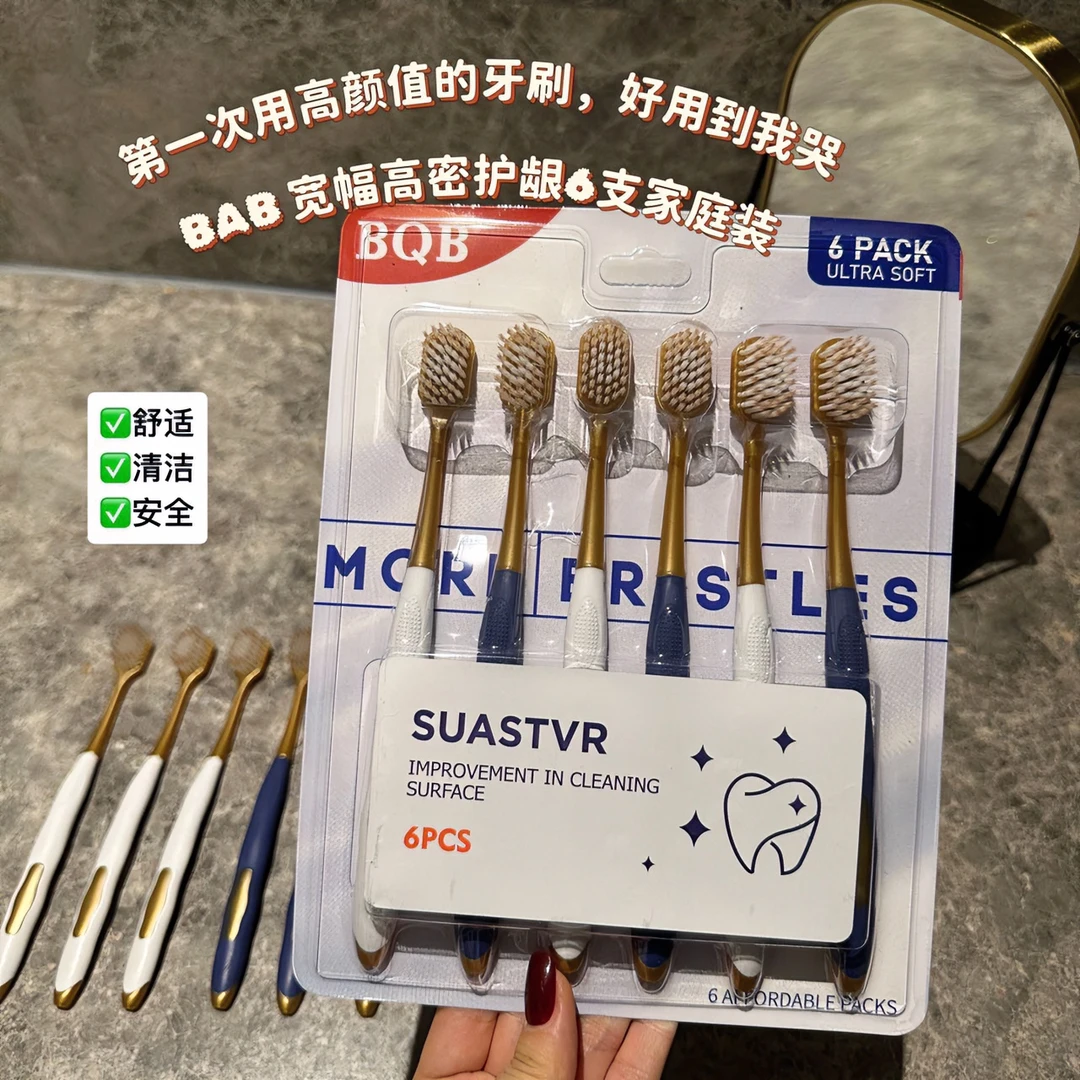 第一次用高颜值的牙刷，好用到我哭
BAB 宽幅高密护龈6支家庭装
BQB
6 PACK
ULTRA SOFT
✅舒适
✅清洁
✅安全
MORE BRISTLES
SUASTVR
IMPROVEMENT IN CLEANING
SURFACE
6PCS
6 AFFORDABLE PACKS